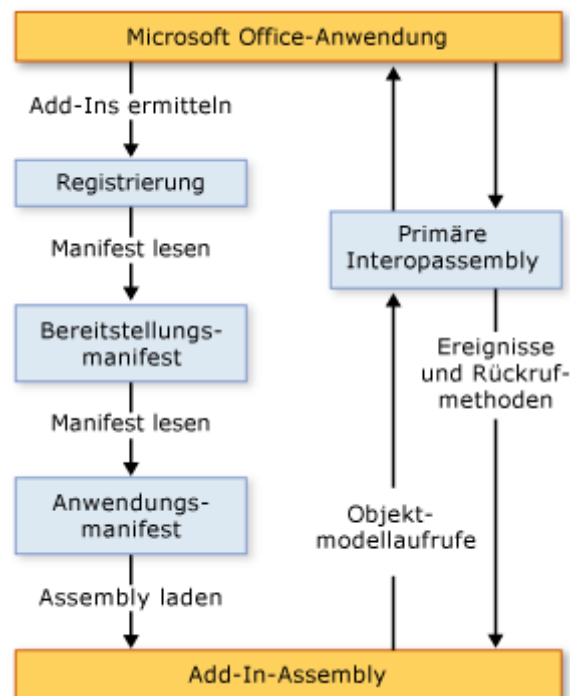 Microsoft Office-Anwendung
Add-Ins ermitteln
Registrierung
Manifest lesen
Bereitstellungs-
manifest
Manifest lesen
Anwendungs-
manifest
Assembly laden
Primäre
Interopassembly
Ereignisse
und Rückruf-
methoden
Objekt-
modellaufrufe
Add-In-Assembly